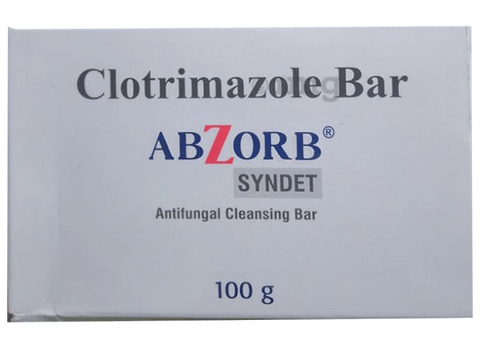 Clotrimazole Bar
ABZORB®
SYNDET
Antifungal Cleansing Bar
100 g